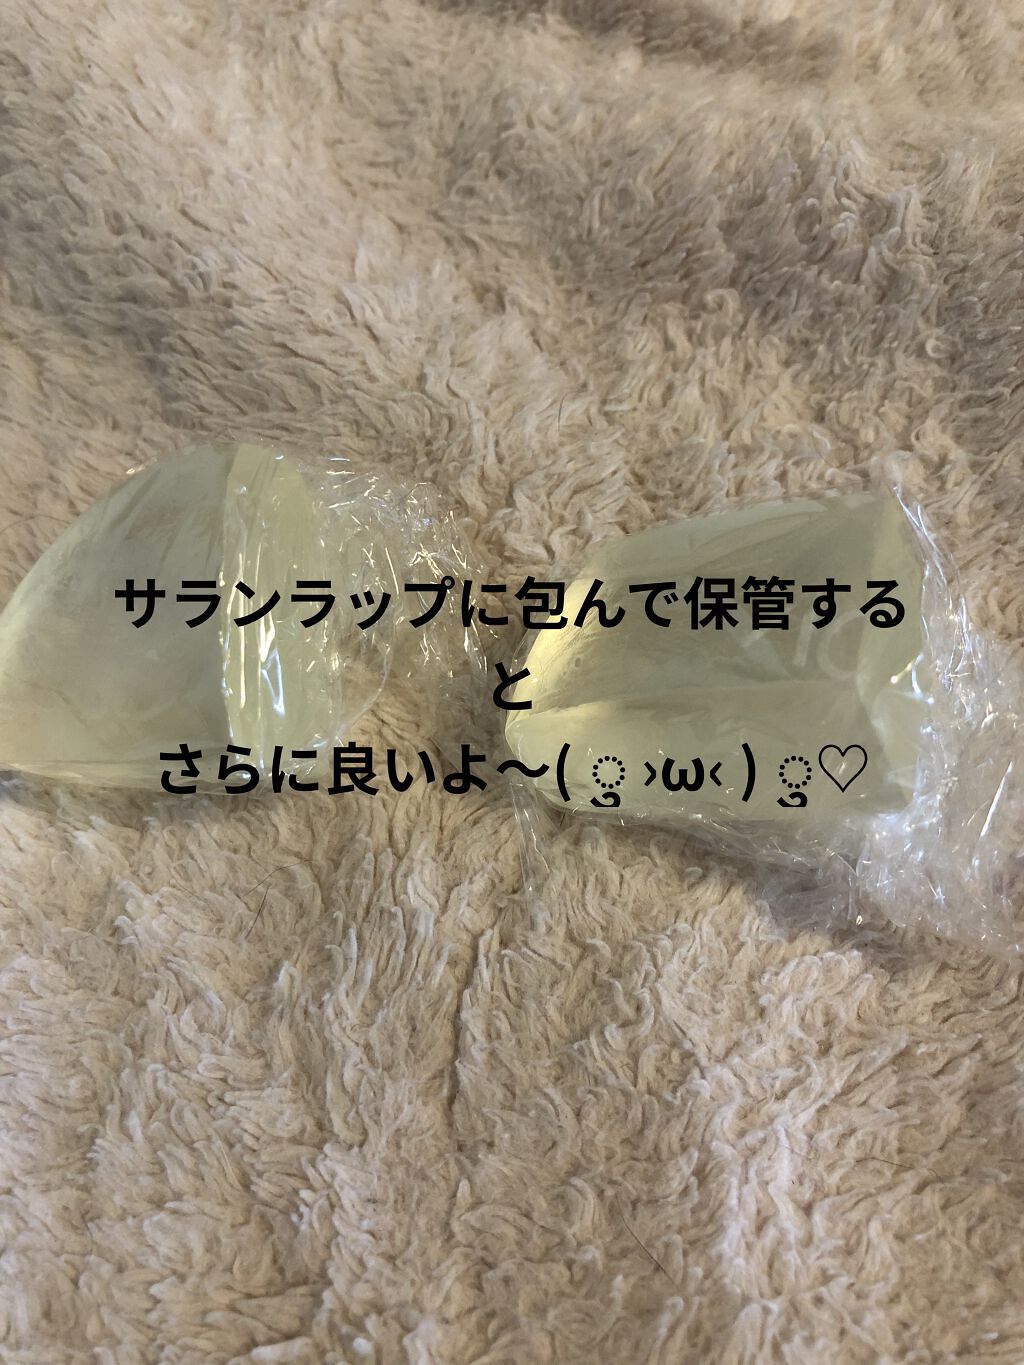 サランラップに包んで保管する
と
さらに良いよ〜( ु ›ω‹ ) ु♡